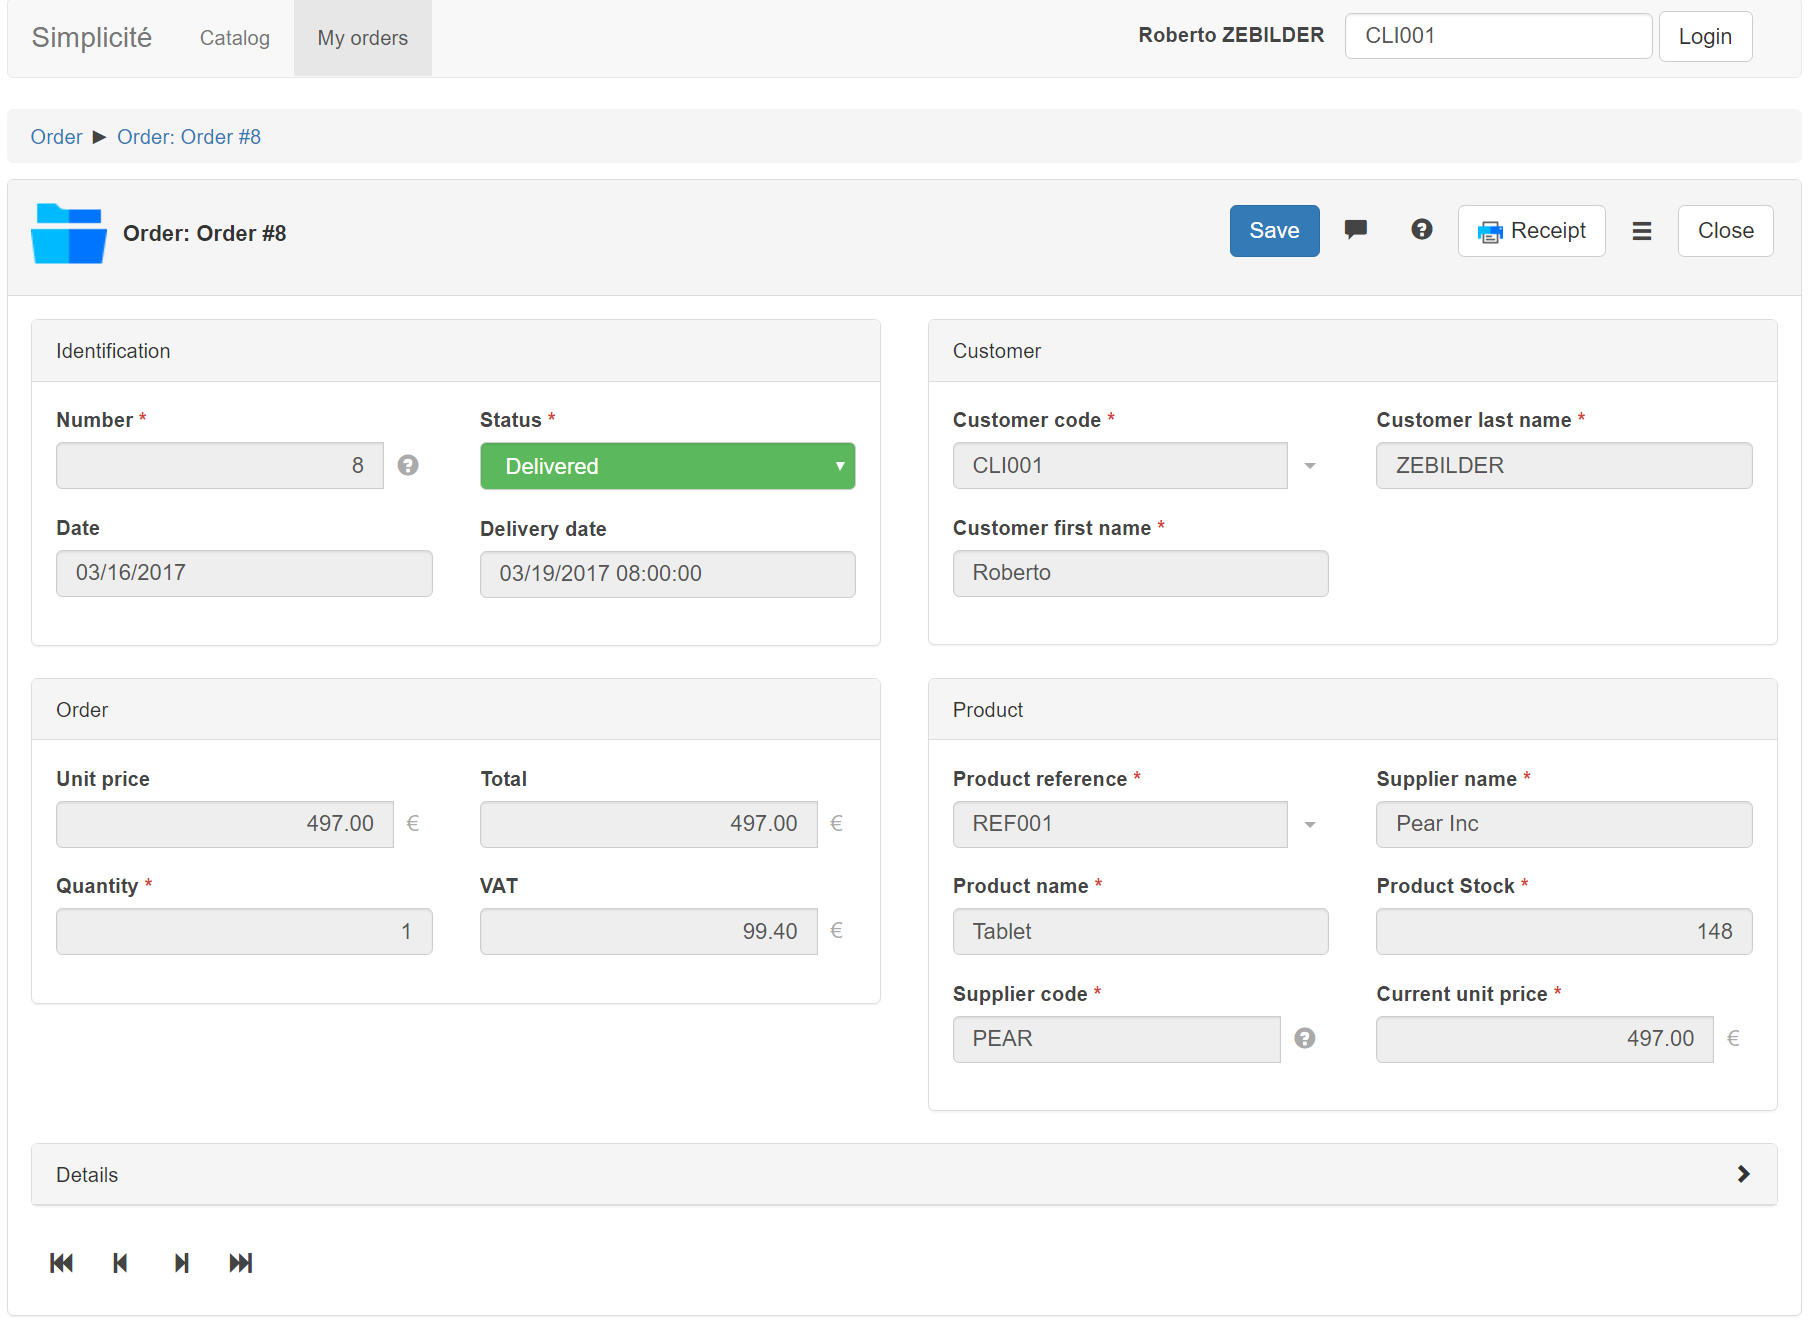 Simplicité Catalog My orders Roberto ZEBILDER CLI001 Login
Order ► Order: Order #8
Order: Order #8 Save Receipt Close
Identification
Number *
8
Status *
Delivered
Date
03/16/2017
Delivery date
03/19/2017 08:00:00
Customer
Customer code *
CLI001
Customer last name *
ZEBILDER
Customer first name *
Roberto
Order
Unit price
497.00 €
Total
497.00 €
Quantity *
1
VAT
99.40 €
Product
Product reference *
REF001
Supplier name *
Pear Inc
Product name *
Tablet
Product Stock *
148
Supplier code *
PEAR
Current unit price *
497.00 €
Details